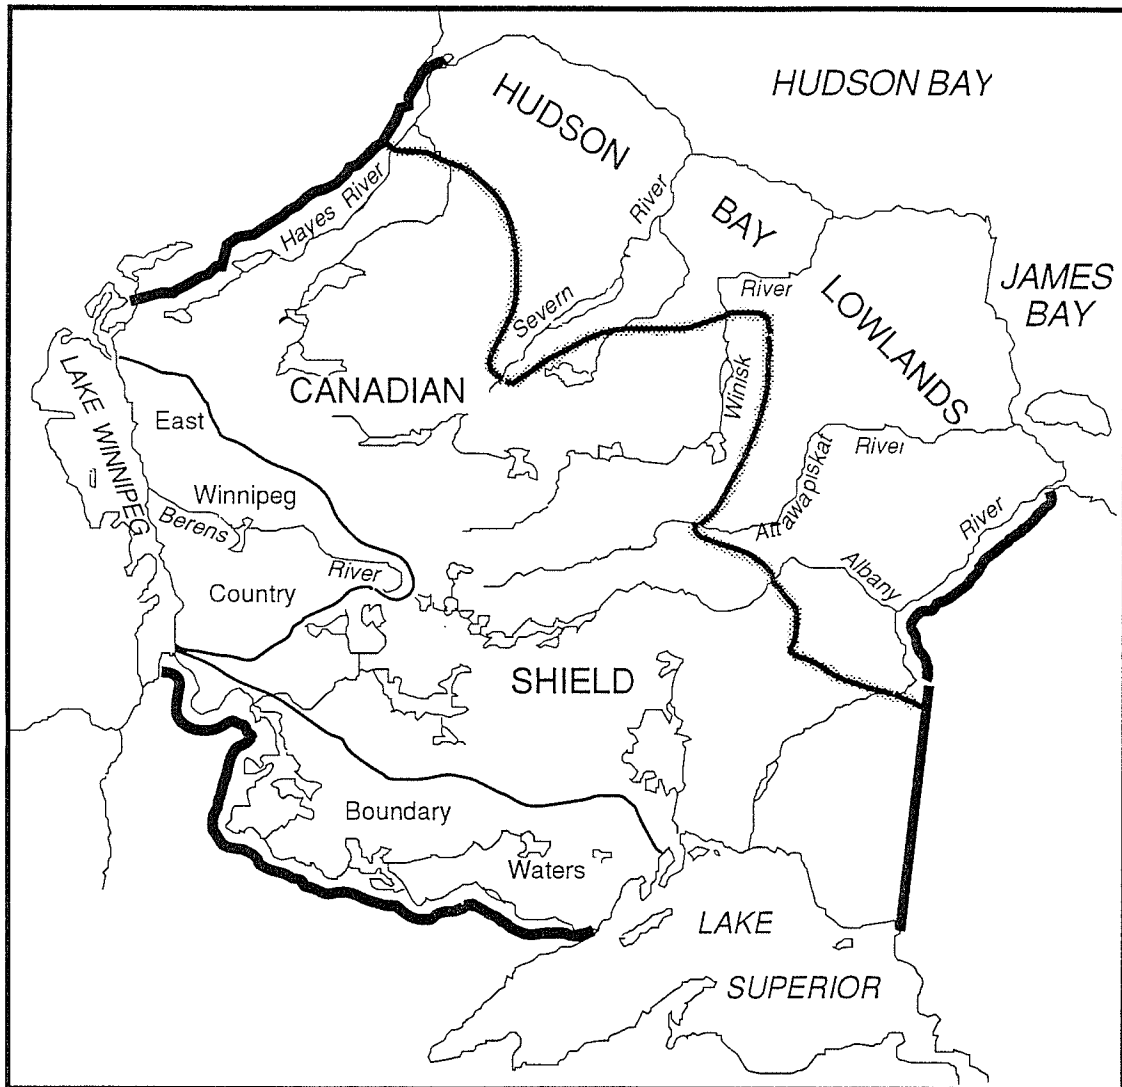 HUDSON BAY
HUDSON
BAY
LOWLANDS
JAMES
BAY
Hayes River
Severn
River
River
Winisk
CANADIAN
LAKE WINNIPEG
East
Winnipeg
Country
Berens
River
Attawapiskat
River
Albany
River
SHIELD
Boundary
Waters
LAKE
SUPERIOR